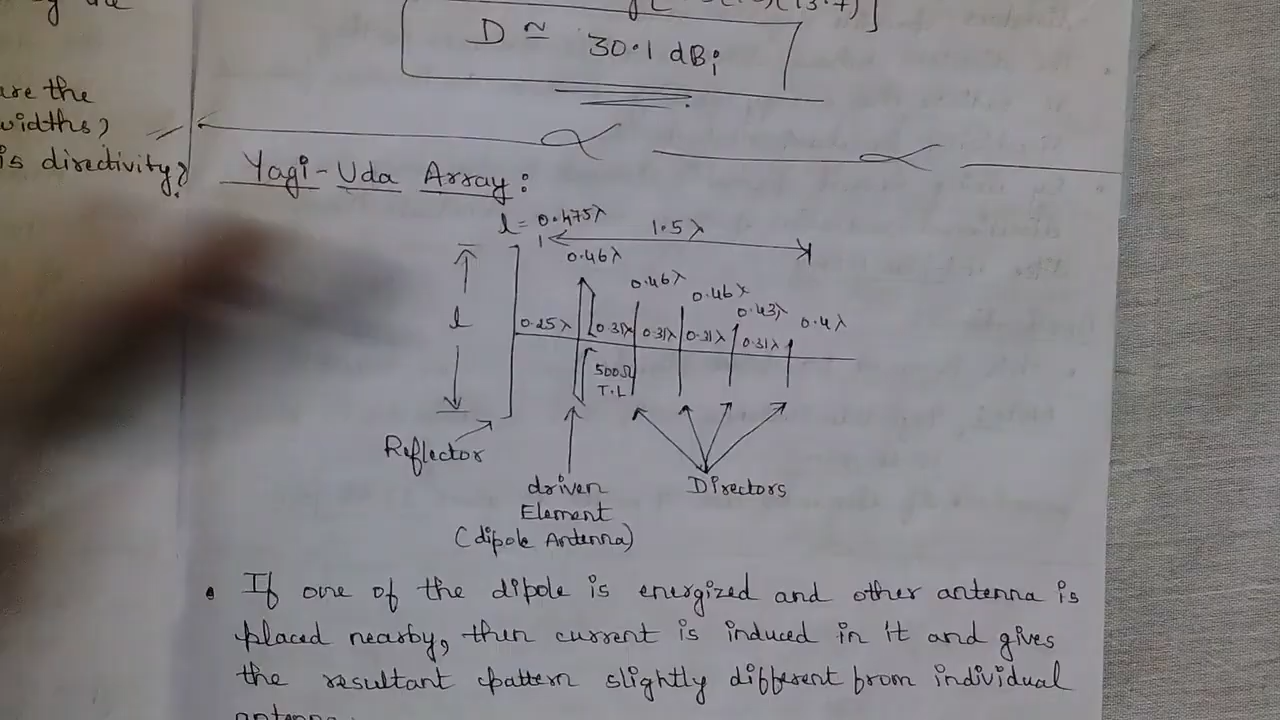 D ≃ 30.1 dBi
are the
widths?
is directivity?
Yagi-Uda Array:
l = 0.475λ
1.5λ
0.46λ
0.46λ
0.46λ
0.43λ
0.4λ
l
0.25λ 0.31λ 0.31λ 0.31λ 0.31λ
500Ω
T.L
Reflector
driven
Element
(dipole Antenna)
Directors
• If one of the dipole is energized and other antenna is
placed nearby, then current is induced in it and gives
the resultant pattern slightly different from individual